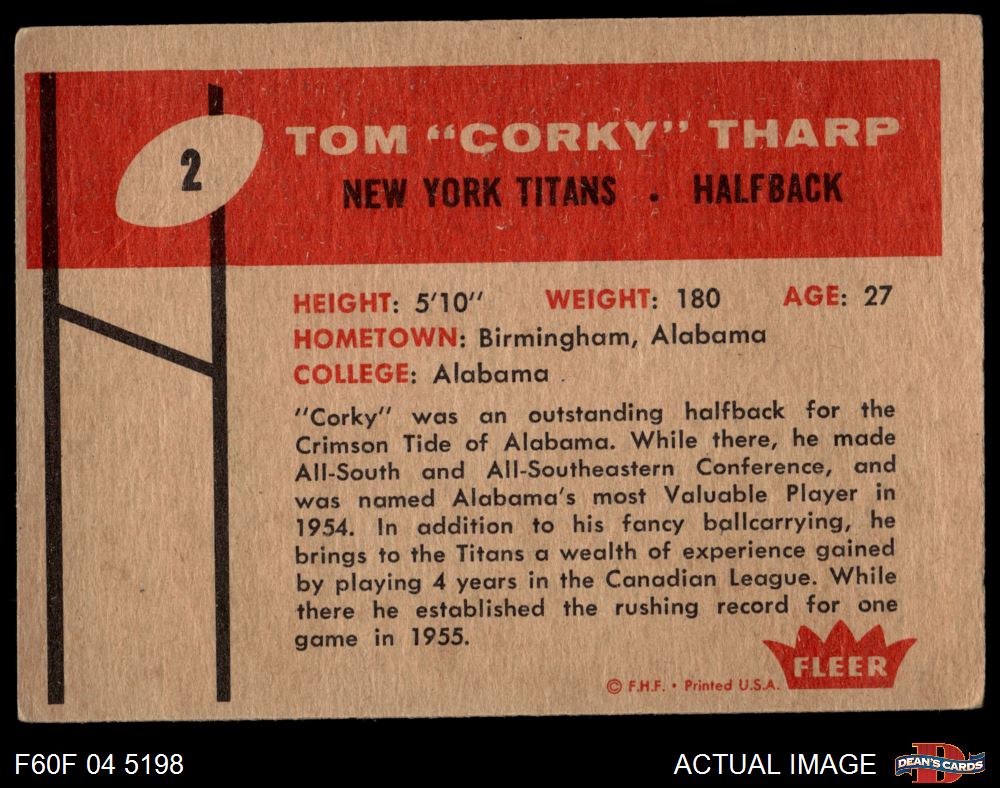 2
TOM "CORKY" THARP
NEW YORK TITANS . HALFBACK
HEIGHT: 5'10" WEIGHT: 180 AGE: 27
HOMETOWN: Birmingham, Alabama
COLLEGE: Alabama
"Corky" was an outstanding halfback for the
Crimson Tide of Alabama. While there, he made
All-South and All-Southeastern Conference, and
was named Alabama's most Valuable Player in
1954. In addition to his fancy ballcarrying, he
brings to the Titans a wealth of experience gained
by playing 4 years in the Canadian League. While
there he established the rushing record for one
game in 1955.
FLEER
© F.H.F. • Printed U.S.A.
F60F 04 5198 ACTUAL IMAGE DEAN'S CARDS